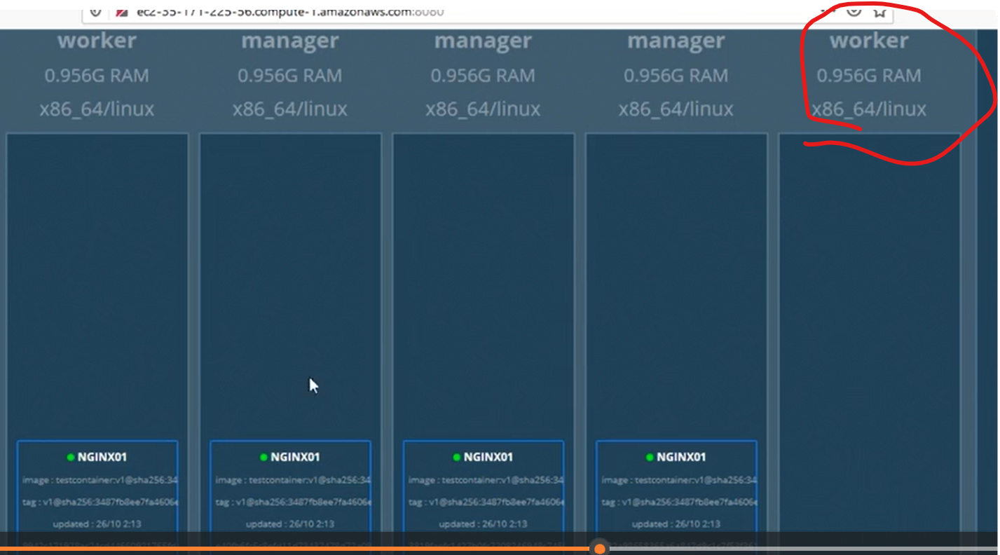 ec2-35-171-225-56.compute-1.amazonaws.com:8080
worker manager manager manager worker
0.956G RAM 0.956G RAM 0.956G RAM 0.956G RAM 0.956G RAM
x86_64/linux x86_64/linux x86_64/linux x86_64/linux x86_64/linux
NGINX01 NGINX01 NGINX01 NGINX01
image : testcontainer:v1@sha256:34 image : testcontainer:v1@sha256:34 image : testcontainer:v1@sha256:34 image : testcontainer:v1@sha256:34
tag : v1@sha256:3487fb8ee7fa4606e tag : v1@sha256:3487fb8ee7fa4606e tag : v1@sha256:3487fb8ee7fa4606e tag : v1@sha256:3487fb8ee7fa4606e
updated : 26/10 2:13 updated : 26/10 2:13 updated : 26/10 2:13 updated : 26/10 2:13